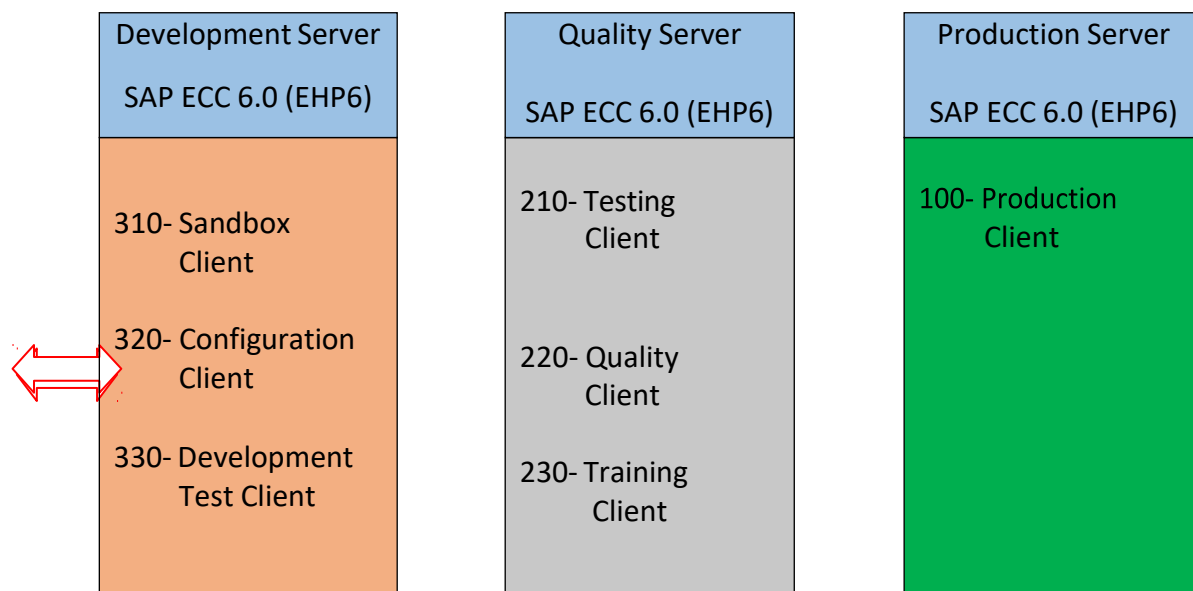 Development Server
SAP ECC 6.0 (EHP6)
310- Sandbox
Client
320- Configuration
Client
330- Development
Test Client
Quality Server
SAP ECC 6.0 (EHP6)
210- Testing
Client
220- Quality
Client
230- Training
Client
Production Server
SAP ECC 6.0 (EHP6)
100- Production
Client